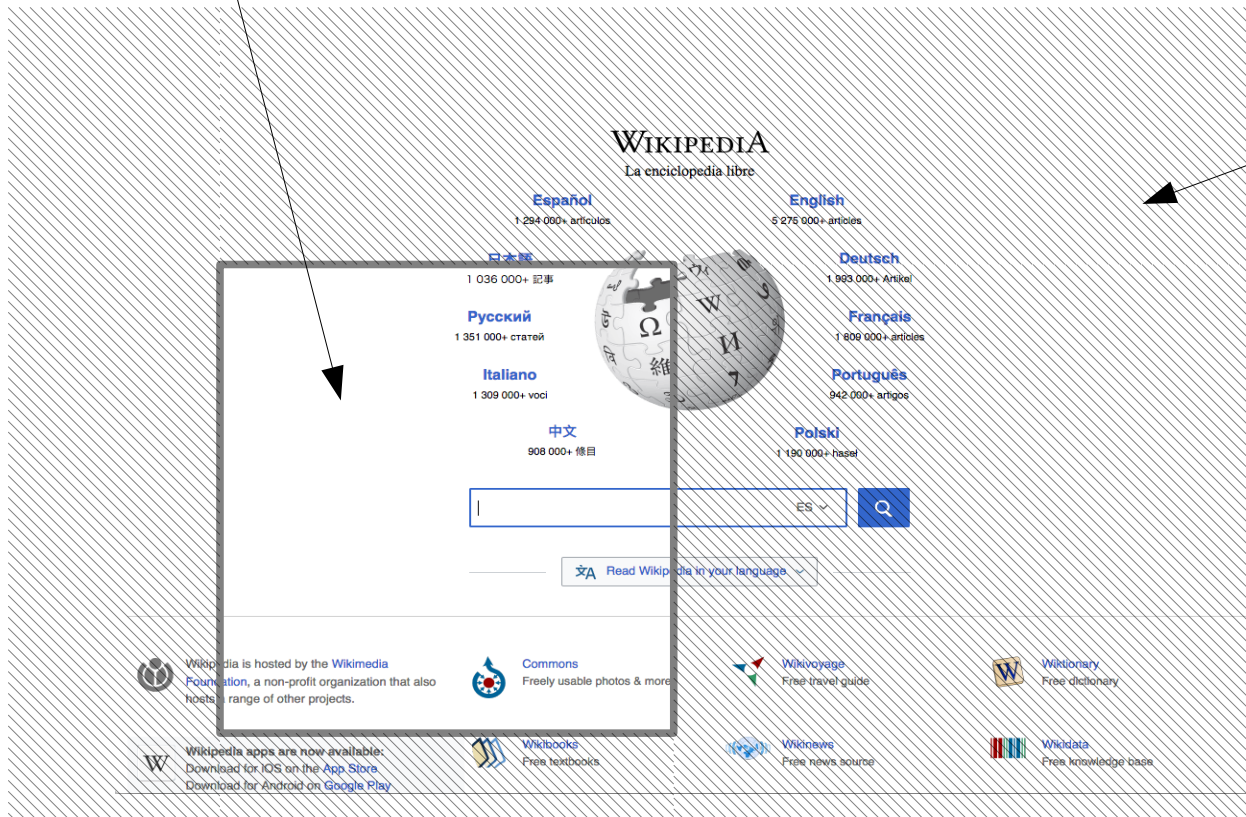 WIKIPEDIA
La enciclopedia libre
Español
1 294 000+ artículos
English
5 275 000+ articles
日本語
1 036 000+ 記事
Deutsch
1 993 000+ Artikel
Русский
1 351 000+ статей
Français
1 809 000+ articles
Italiano
1 309 000+ voci
Português
942 000+ artigos
中文
908 000+ 條目
Polski
1 190 000+ haseł
Ω
W
И
維
7
ウィ
ES
Read Wikipedia in your language
Wikipedia is hosted by the Wikimedia
Foundation, a non-profit organization that also
hosts a range of other projects.
Commons
Freely usable photos & more
Wikivoyage
Free travel guide
W
Wiktionary
Free dictionary
W
Wikipedia apps are now available:
Download for iOS on the App Store
Download for Android on Google Play
Wikibooks
Free textbooks
Wikinews
Free news source
Wikidata
Free knowledge base